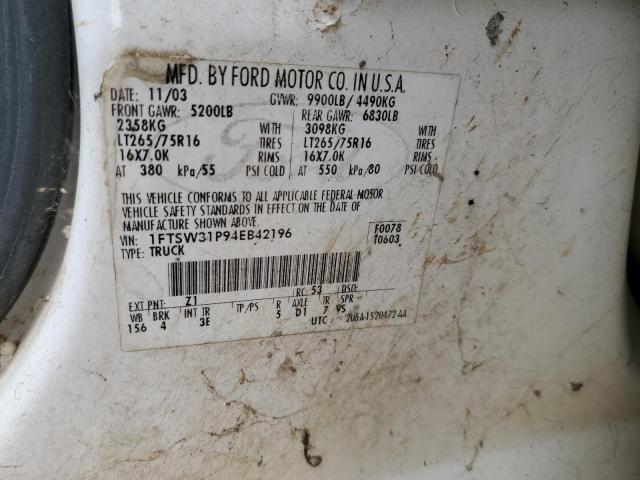 MFD. BY FORD MOTOR CO. IN U.S.A.
DATE: 11/03 GVWR: 9900LB/ 4490KG
FRONT GAWR: 5200LB REAR GAWR: 6830LB
2358KG WITH 3098KG WITH
LT265/75R16 TIRES LT265/75R16 TIRES
16X7.0K RIMS 16X7.0K RIMS
AT 380 kPa/55 PSI COLD AT 550 kPa/80 PSI COLD
THIS VEHICLE CONFORMS TO ALL APPLICABLE FEDERAL MOTOR
VEHICLE SAFETY STANDARDS IN EFFECT ON THE DATE OF
MANUFACTURE SHOWN ABOVE.
VIN: 1FTSW31P94EB42196 F0078
TYPE: TRUCK T0603
EXT PNT: Z1 RC: 53 DSO:
WB BRK INT TR TP/PS R AXLE TR SPR
156 4 3E 5 D1 7 VS
UTC